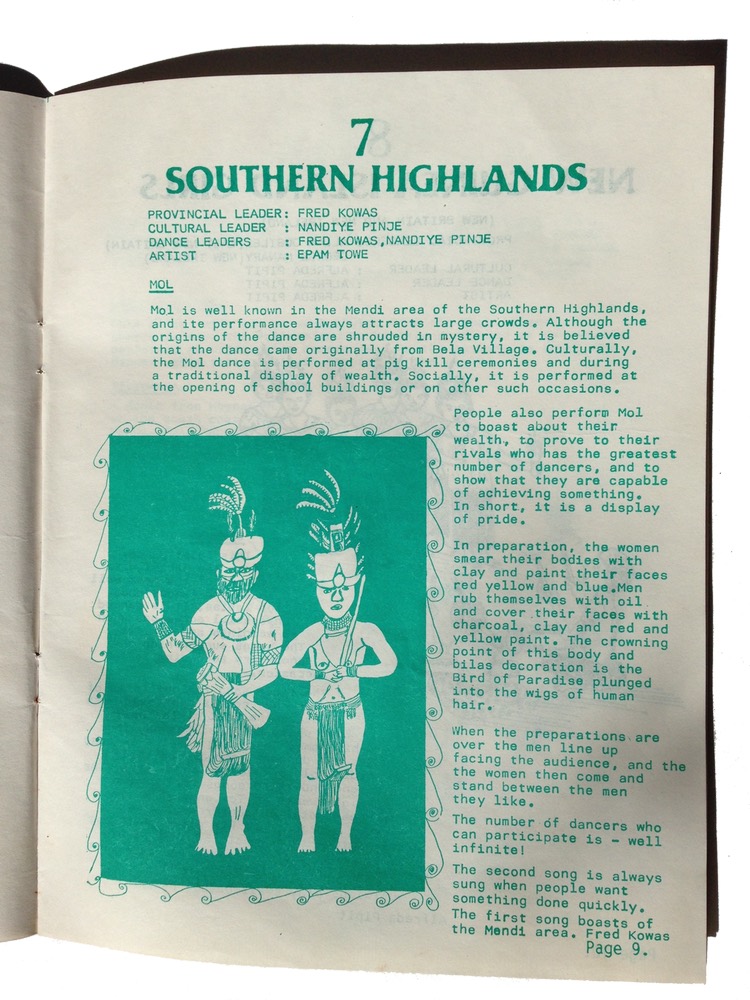 7
SOUTHERN HIGHLANDS
PROVINCIAL LEADER: FRED KOWAS
CULTURAL LEADER : NANDIYE PINJE
DANCE LEADERS : FRED KOWAS,NANDIYE PINJE
ARTIST : EPAM TOWE
MOL
Mol is well known in the Mendi area of the Southern Highlands,
and its performance always attracts large crowds. Although the
origins of the dance are shrouded in mystery, it is believed
that the dance came originally from Bela Village. Culturally,
the Mol dance is performed at pig kill ceremonies and during
a traditional display of wealth. Socially, it is performed at
the opening of school buildings or on other such occasions.
People also perform Mol
to boast about their
wealth, to prove to their
rivals who has the greatest
number of dancers, and to
show that they are capable
of achieving something.
In short, it is a display
of pride.
In preparation, the women
smear their bodies with
clay and paint their faces
red yellow and blue.Men
rub themselves with oil
and cover their faces with
charcoal, clay and red and
yellow paint. The crowning
point of this body and
bilas decoration is the
Bird of Paradise plunged
into the wigs of human
hair.
When the preparations are
over the men line up
facing the audience, and the
the women then come and
stand between the men
they like.
The number of dancers who
can participate is - well
infinite!
The second song is always
sung when people want
something done quickly.
The first song boasts of
the Mendi area. Fred Kowas
Page 9.